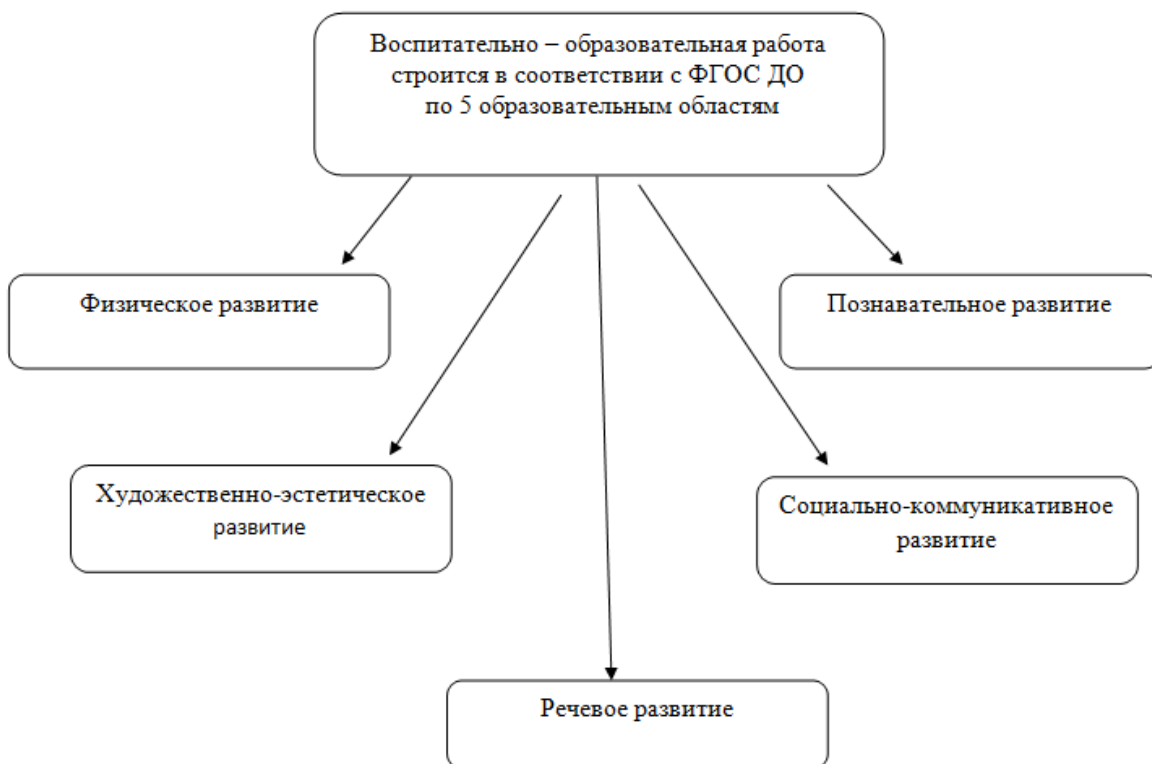 Воспитательно – образовательная работа
строится в соответствии с ФГОС ДО
по 5 образовательным областям
Физическое развитие
Познавательное развитие
Художественно-эстетическое
развитие
Социально-коммуникативное
развитие
Речевое развитие